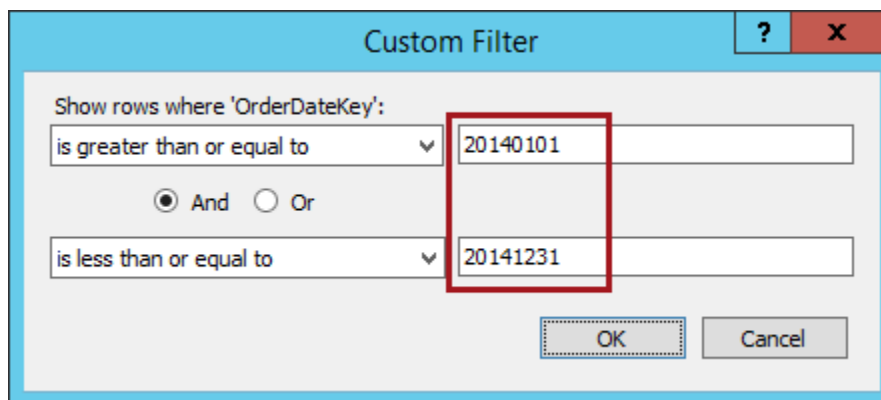 Custom Filter
?
x
Show rows where 'OrderDateKey':
is greater than or equal to 20140101
And Or
is less than or equal to 20141231
OK Cancel